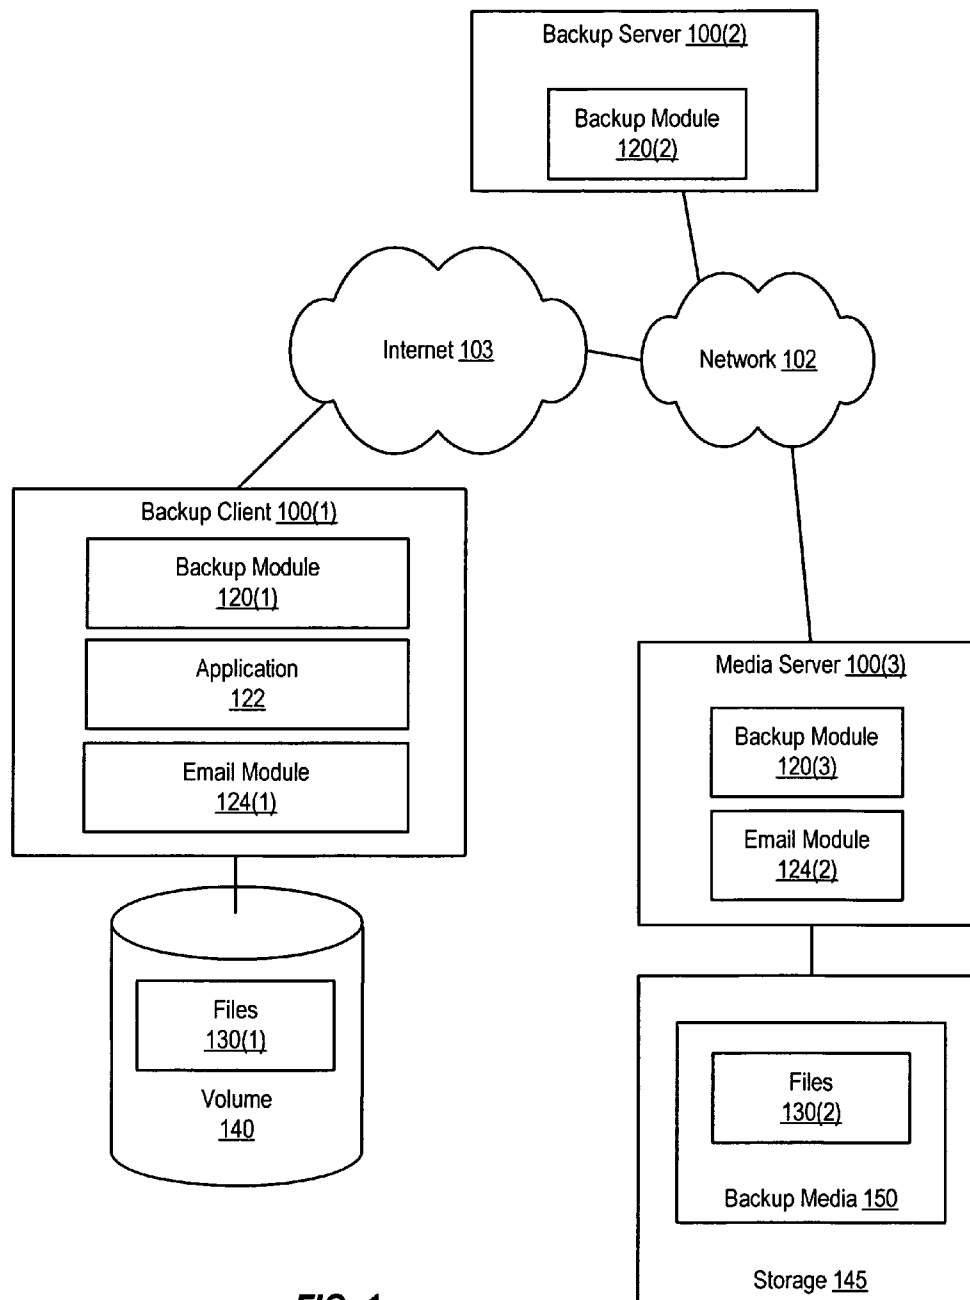 Backup Server 100(2)
Backup Module
120(2)
Internet 103
Network 102
Backup Client 100(1)
Backup Module
120(1)
Application
122
Email Module
124(1)
Files
130(1)
Volume
140
Media Server 100(3)
Backup Module
120(3)
Email Module
124(2)
Files
130(2)
Backup Media 150
Storage 145
FIG. 1